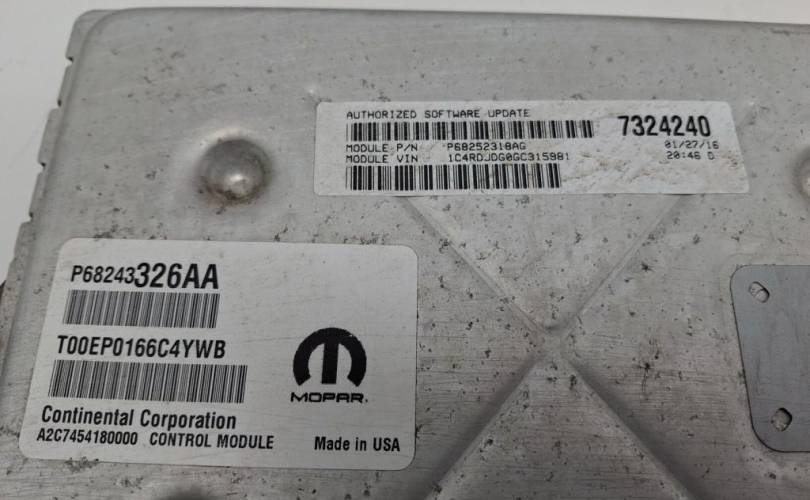 AUTHORIZED SOFTWARE UPDATE
7324240
MODULE P/N P68252318AG 01/27/16
MODULE VIN 1C4RDJDG0GC315981 20:46 D
P68243326AA
T00EP0166C4YWB
MOPAR
Continental Corporation
A2C7454180000 CONTROL MODULE Made in USA